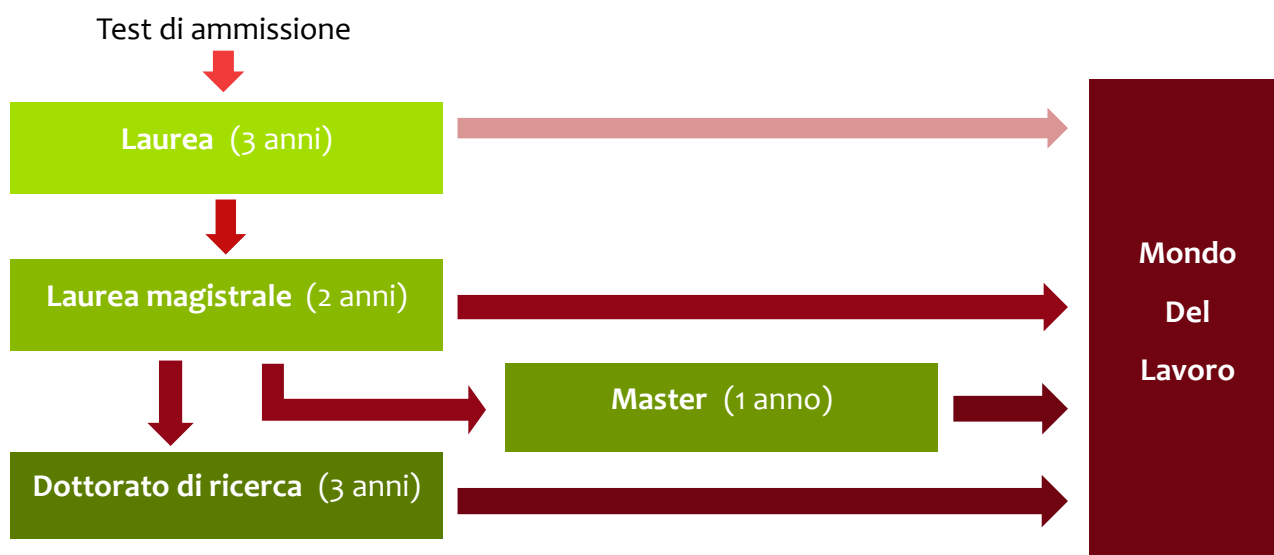 Test di ammissione
Laurea (3 anni)
Laurea magistrale (2 anni)
Master (1 anno)
Dottorato di ricerca (3 anni)
Mondo
Del
Lavoro